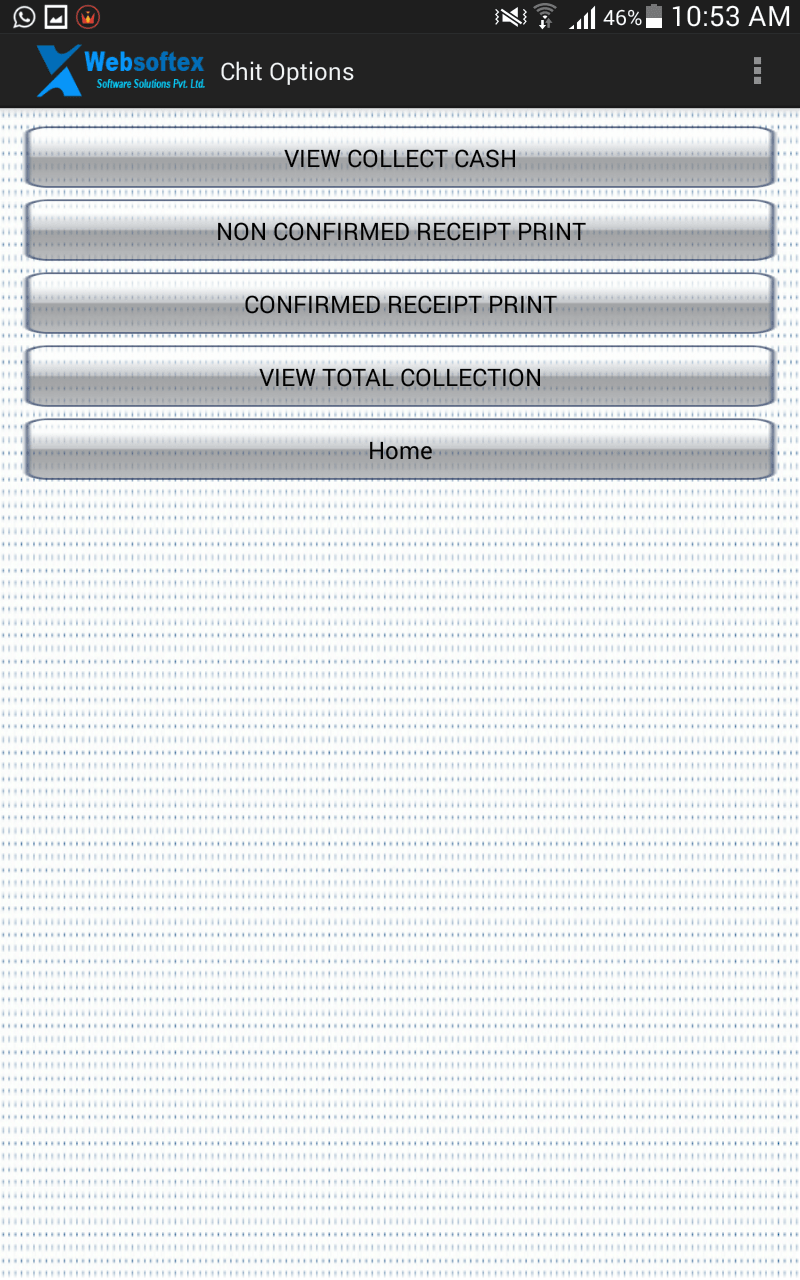 46% 10:53 AM
Websoftex
Software Solutions Pvt. Ltd.
Chit Options
VIEW COLLECT CASH
NON CONFIRMED RECEIPT PRINT
CONFIRMED RECEIPT PRINT
VIEW TOTAL COLLECTION
Home